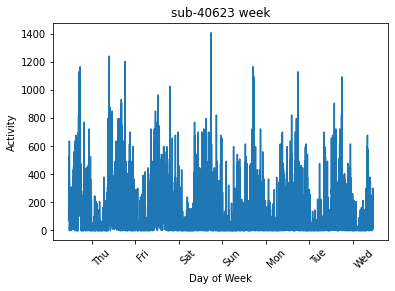 sub-40623 week
1400
1200
1000
800
600
400
200
0
Activity
Thu
Fri
Sat
Sun
Mon
Tue
Wed
Day of Week